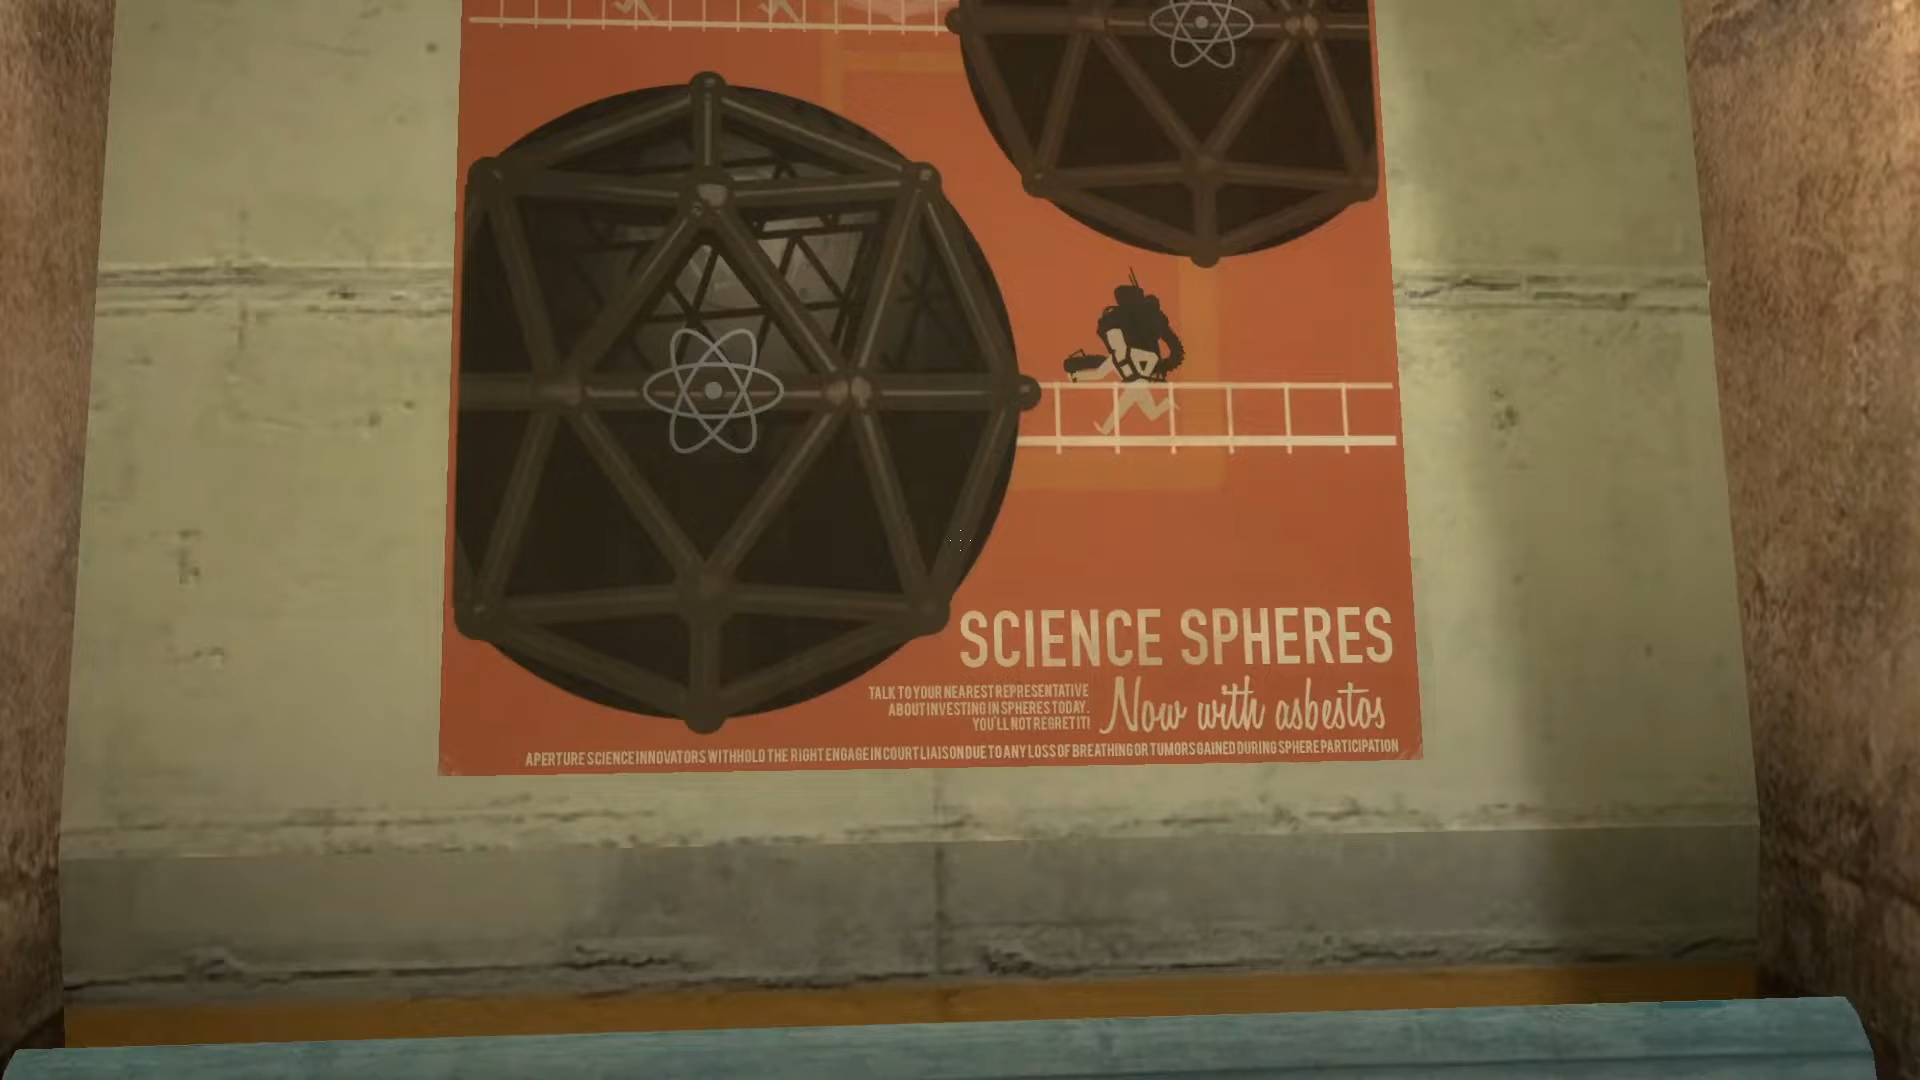 SCIENCE SPHERES
Now with asbestos
TALK TO YOUR NEAREST REPRESENTATIVE
ABOUT INVESTING IN SPHERES TODAY.
YOU'LL NOT REGRET IT!
APERTURE SCIENCE INNOVATORS WITHHOLD THE RIGHT ENGAGE IN COURT LIAISON DUE TO ANY LOSS OF BREATHING OR TUMORS GAINED DURING SPHERE PARTICIPATION